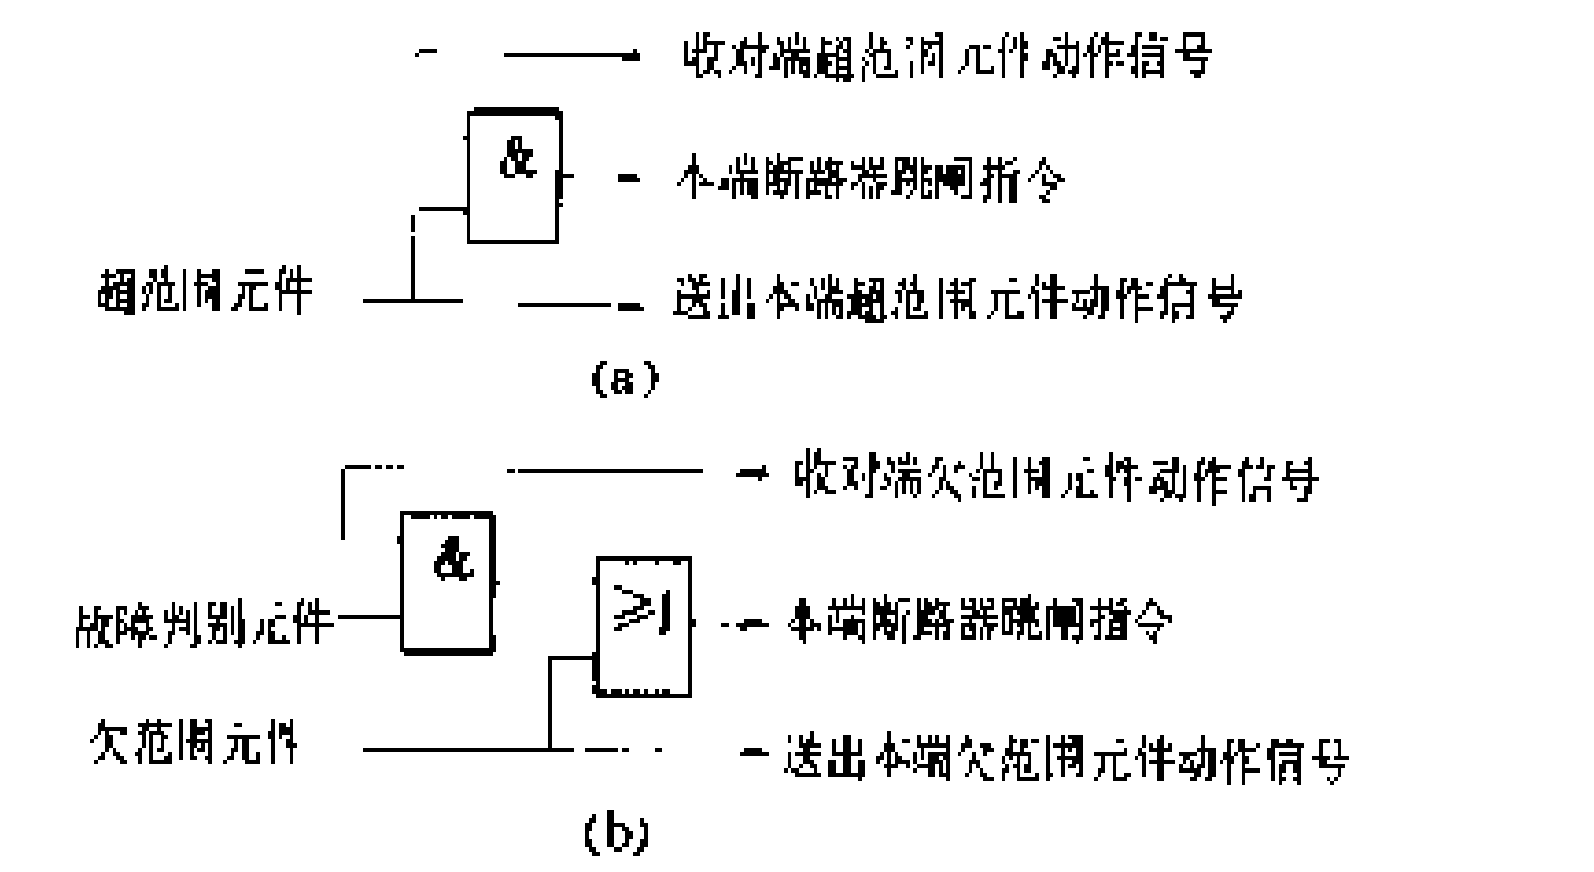 收对端超范围元件动作信号
&
本端断路器跳闸指令
超范围元件
送出本端超范围元件动作信号
(a)
收对端欠范围元件动作信号
&
≥1
故障判别元件
本端断路器跳闸指令
欠范围元件
送出本端欠范围元件动作信号
(b)